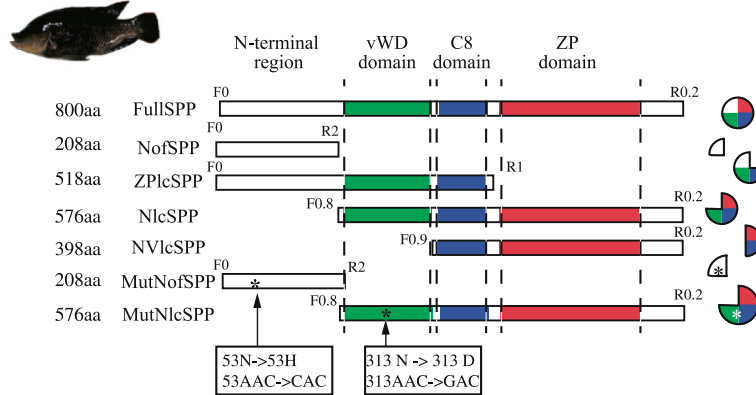 N-terminal region vWD domain C8 domain ZP domain
F0 R0.2
800aa FullSPP
F0 R2
208aa NofSPP
F0 R1
518aa ZPlcSPP
F0.8 R0.2
576aa NlcSPP
F0.9 R0.2
398aa NVlcSPP
F0 R2
208aa MutNofSPP * *
F0.8 R0.2
576aa MutNlcSPP * *
53N->53H
53AAC->CAC
313 N -> 313 D
313AAC->GAC